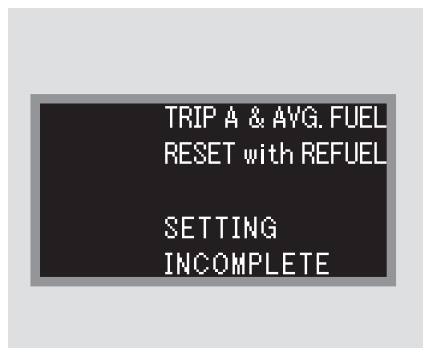 TRIP A & AVG. FUEL
RESET with REFUEL
SETTING
INCOMPLETE